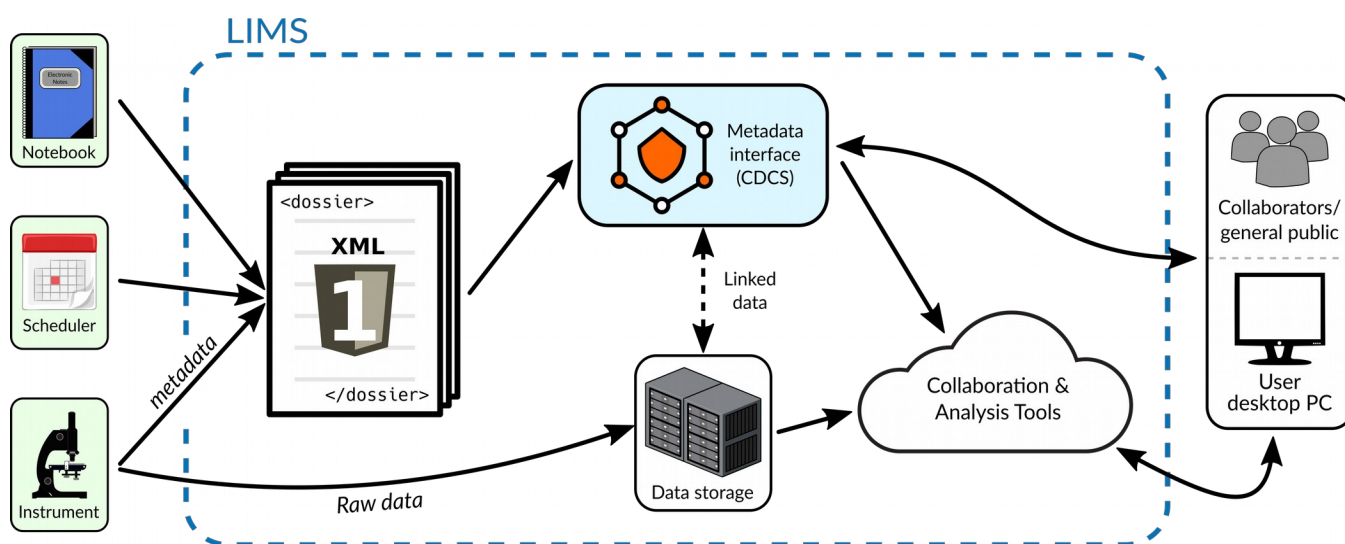 LIMS
Electronic
Notes
Notebook
Scheduler
Instrument
metadata
Raw data
<dossier>
XML
1
</dossier>
Metadata
interface
(CDCS)
Linked
data
Data storage
Collaboration &
Analysis Tools
Collaborators/
general public
User
desktop PC